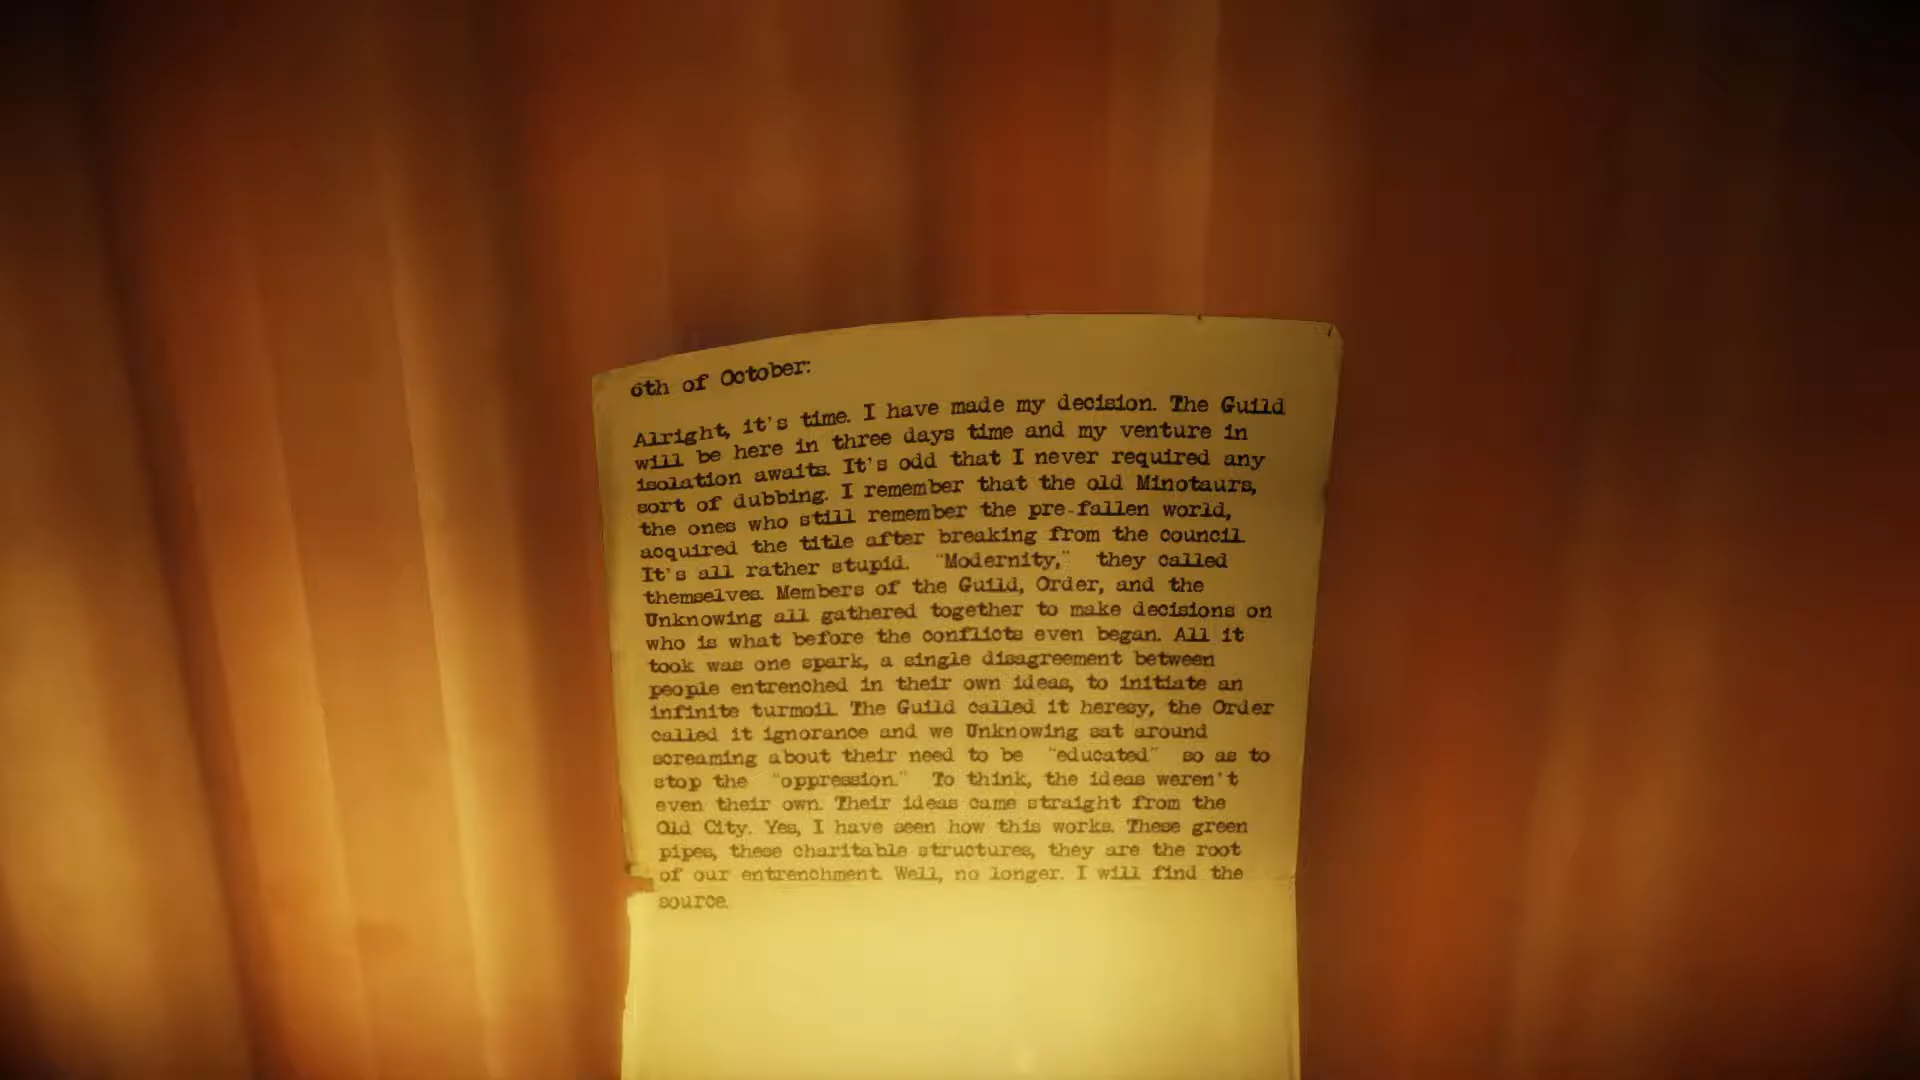 6th of October:
Alright, it's time. I have made my decision. The Guild
will be here in three days time and my venture in
isolation awaits. It's odd that I never required any
sort of dubbing. I remember that the old Minotaurs,
the ones who still remember the pre-fallen world,
acquired the title after breaking from the council.
It's all rather stupid. "Modernity," they called
themselves. Members of the Guild, Order, and the
Unknowing all gathered together to make decisions on
who is what before the conflicts even began. All it
took was one spark, a single disagreement between
people entrenched in their own ideas, to initiate an
infinite turmoil. The Guild called it heresy, the Order
called it ignorance and we Unknowing sat around
screaming about their need to be "educated" so as to
stop the "oppression." To think, the ideas weren't
even their own. Their ideas came straight from the
Old City. Yes, I have seen how this works. These green
pipes, these charitable structures, they are the root
of our entrenchment. Well, no longer. I will find the
source.